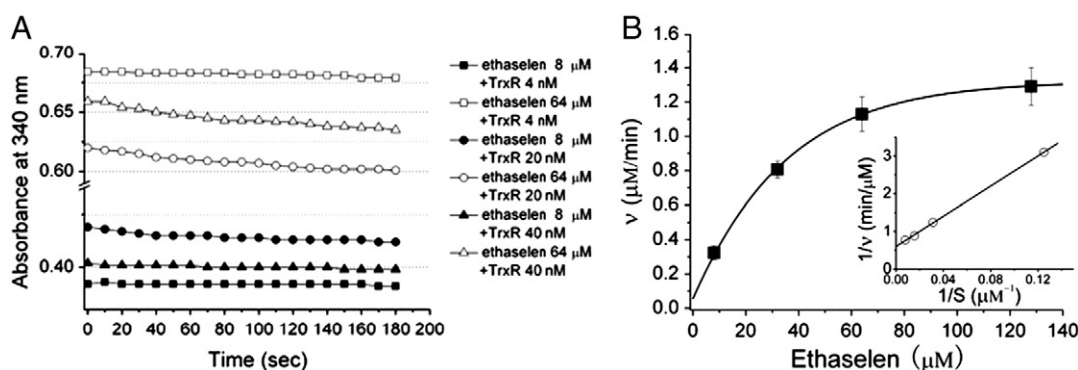 A
Absorbance at 340 nm
0.70
0.65
0.60
0.40
0 20 40 60 80 100 120 140 160 180 200
Time (sec)
ethaselen 8 μM
+TrxR 4 nM
ethaselen 64 μM
+TrxR 4 nM
ethaselen 8 μM
+TrxR 20 nM
ethaselen 64 μM
+TrxR 20 nM
ethaselen 8 μM
+TrxR 40 nM
ethaselen 64 μM
+TrxR 40 nM
B
ν (μM/min)
1.6
1.4
1.2
1.0
0.8
0.6
0.4
0.2
0.0
0 20 40 60 80 100 120 140
Ethaselen (μM)
1/ν (min/μM)
3
2
1
0
0.00 0.04 0.08 0.12
1/S (μM⁻¹)